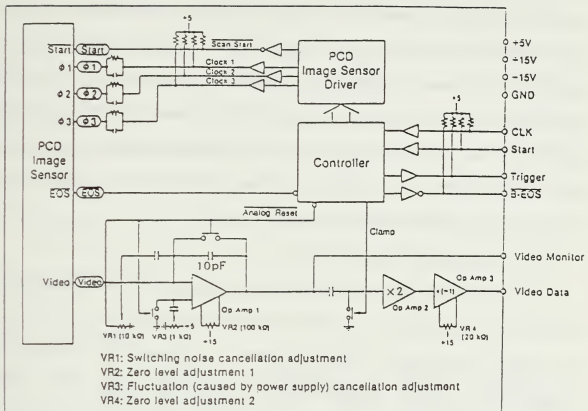 +5
Start
Start
Scan Start
φ1
φ1
Clock 1
φ2
φ2
Clock 2
φ3
φ3
Clock 3
PCD
Image Sensor
Driver
+5V
+15V
-15V
GND
+5
PCD
Image
Sensor
Controller
CLK
Start
Trigger
B-EOS
EOS
EOS
Analog Reset
Clamp
10pF
Video Monitor
Video
Video
Op Amp 1
×2
Op Amp 2
×(-1)
Op Amp 3
Video Data
VR1 (10 kΩ)
VR3 (1 kΩ)
+5
VR2 (100 kΩ)
+15
VR4
(20 kΩ)
+15
VR1: Switching noise cancellation adjustment
VR2: Zero level adjustment 1
VR3: Fluctuation (caused by power supply) cancellation adjustment
VR4: Zero level adjustment 2